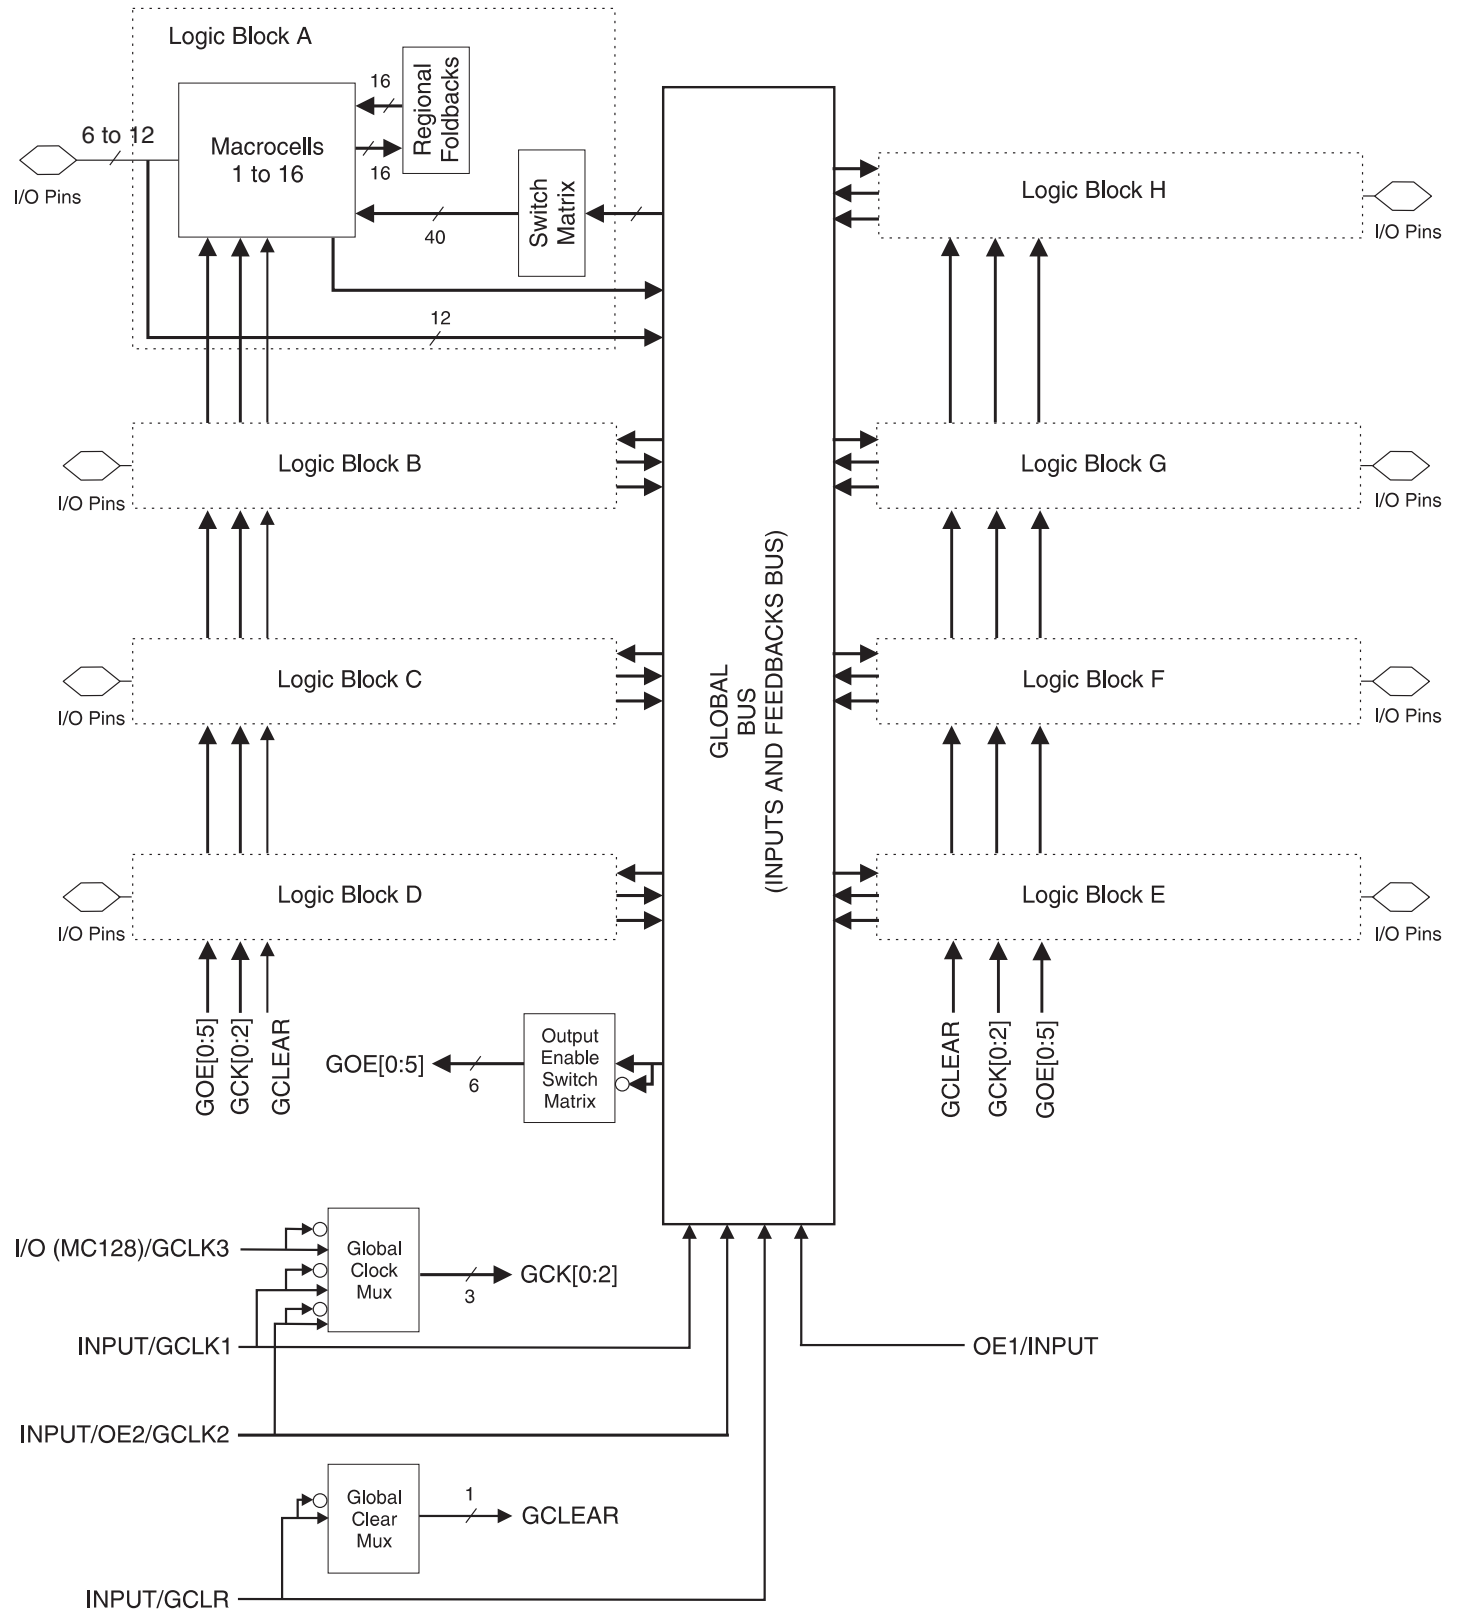 Logic Block A
Regional
Foldbacks
16
16
Macrocells
1 to 16
6 to 12
I/O Pins
Switch
Matrix
40
12
Logic Block H
I/O Pins
Logic Block B
I/O Pins
Logic Block G
I/O Pins
Logic Block C
I/O Pins
Logic Block F
I/O Pins
Logic Block D
I/O Pins
Logic Block E
I/O Pins
GLOBAL
BUS
(INPUTS AND FEEDBACKS BUS)
GOE[0:5]
GCK[0:2]
GCLEAR
GCLEAR
GCK[0:2]
GOE[0:5]
GOE[0:5]
6
Output
Enable
Switch
Matrix
I/O (MC128)/GCLK3
Global
Clock
Mux
3
GCK[0:2]
INPUT/GCLK1
OE1/INPUT
INPUT/OE2/GCLK2
Global
Clear
Mux
1
GCLEAR
INPUT/GCLR